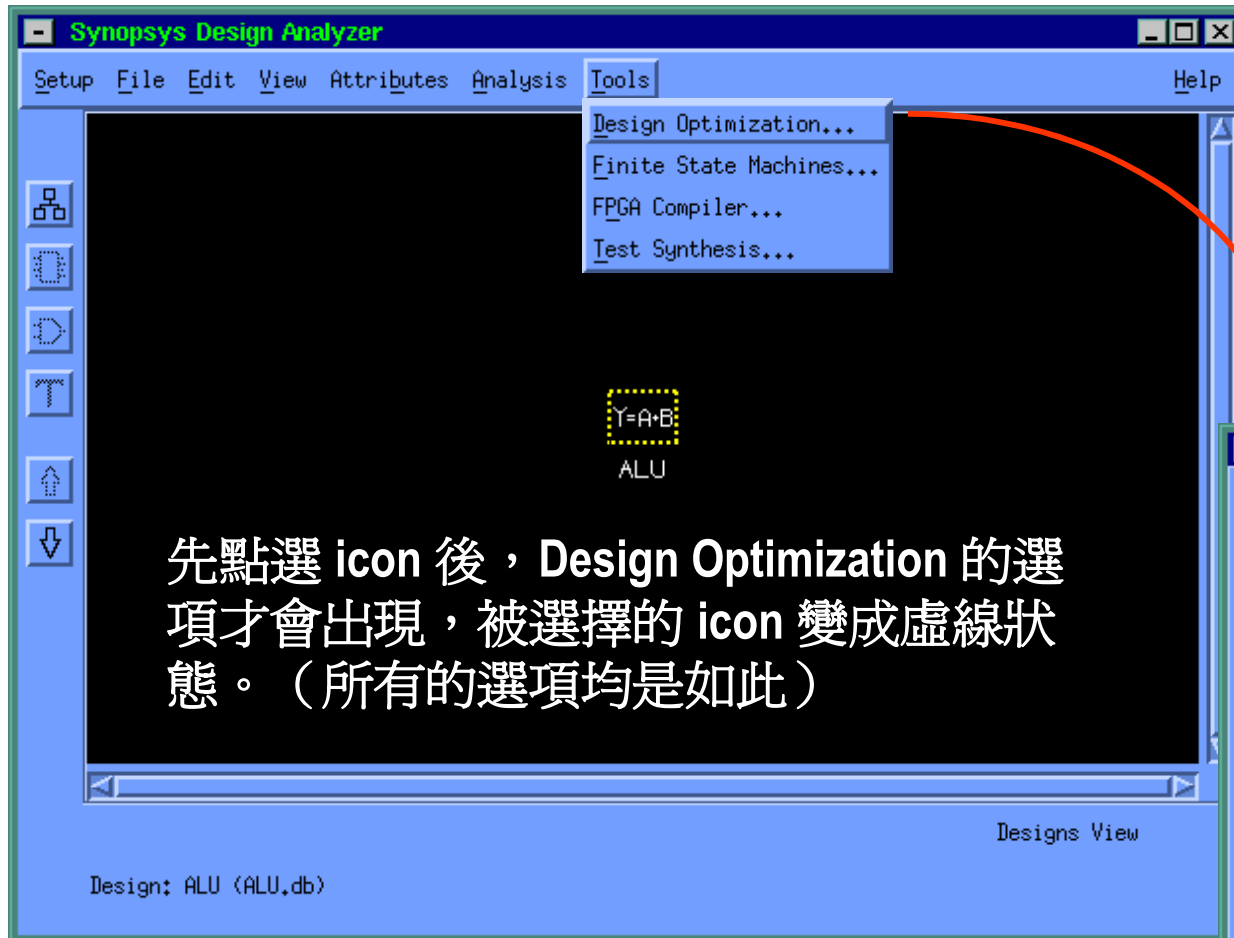 Synopsys Design Analyzer
Setup File Edit View Attributes Analysis Tools Help
Design Optimization...
Finite State Machines...
FPGA Compiler...
Test Synthesis...
Y=A+B
ALU
先點選 icon 後，Design Optimization 的選
項才會出現，被選擇的 icon 變成虛線狀
態。（所有的選項均是如此）
Designs View
Design: ALU (ALU.db)